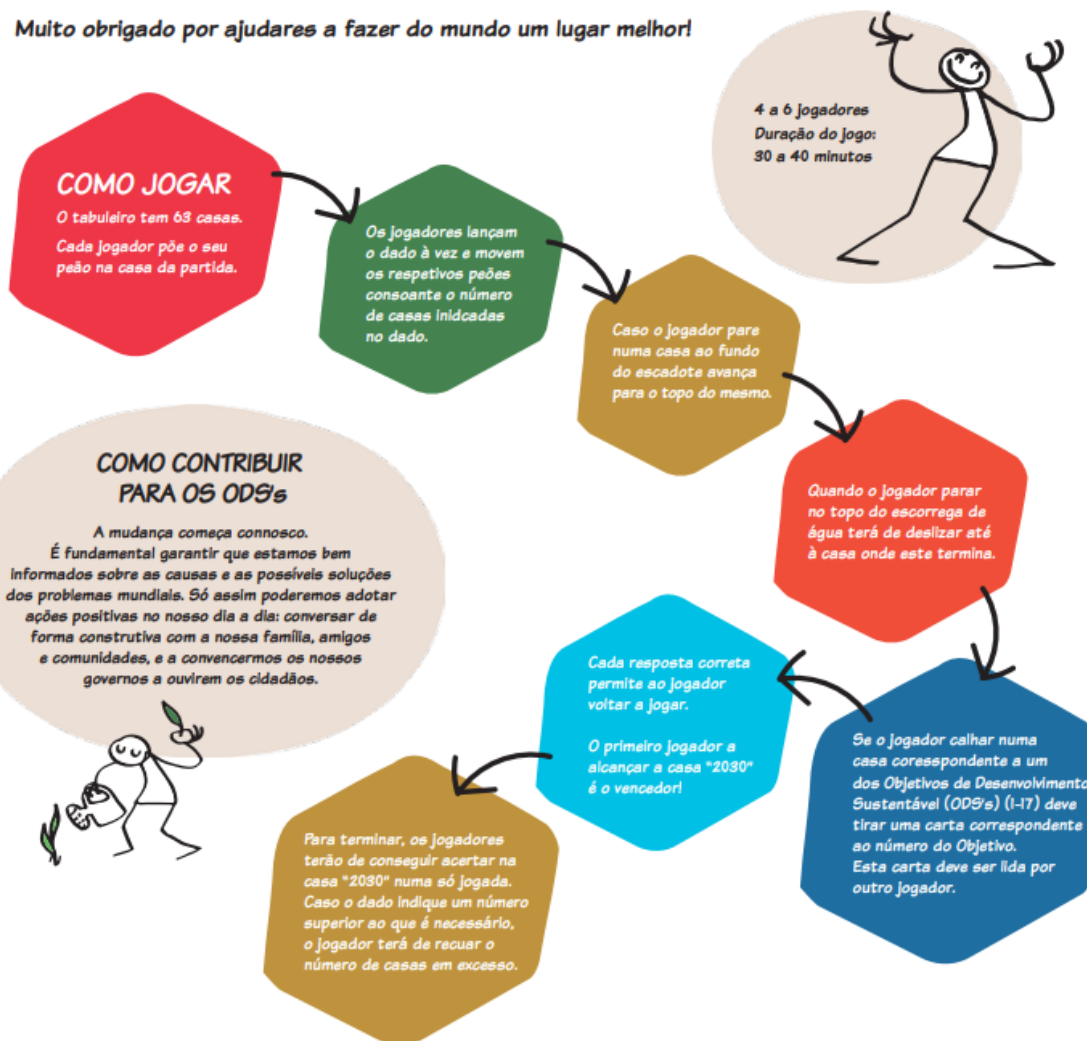 Muito obrigado por ajudares a fazer do mundo um lugar melhor!
4 a 6 jogadores
Duração do jogo:
30 a 40 minutos
COMO JOGAR
O tabuleiro tem 63 casas.
Cada jogador põe o seu
peão na casa da partida.
Os jogadores lançam
o dado à vez e movem
os respetivos peões
consoante o número
de casas inidcadas
no dado.
Caso o jogador pare
numa casa ao fundo
do escadote avança
para o topo do mesmo.
Quando o jogador parar
no topo do escorrega de
água terá de deslizar até
à casa onde este termina.
Se o jogador calhar numa
casa coresspondente a um
dos Objetivos de Desenvolvimento
Sustentável (ODS's) (1-17) deve
tirar uma carta correspondente
ao número do Objetivo.
Esta carta deve ser lida por
outro jogador.
Cada resposta correta
permite ao jogador
voltar a jogar.
O primeiro jogador a
alcançar a casa "2030"
é o vencedor!
Para terminar, os jogadores
terão de conseguir acertar na
casa "2030" numa só jogada.
Caso o dado indique um número
superior ao que é necessário,
o jogador terá de recuar o
número de casas em excesso.
COMO CONTRIBUIR
PARA OS ODS's
A mudança começa connosco.
É fundamental garantir que estamos bem
informados sobre as causas e as possíveis soluções
dos problemas mundiais. Só assim poderemos adotar
ações positivas no nosso dia a dia: conversar de
forma construtiva com a nossa família, amigos
e comunidades, e a convencermos os nossos
governos a ouvirem os cidadãos.